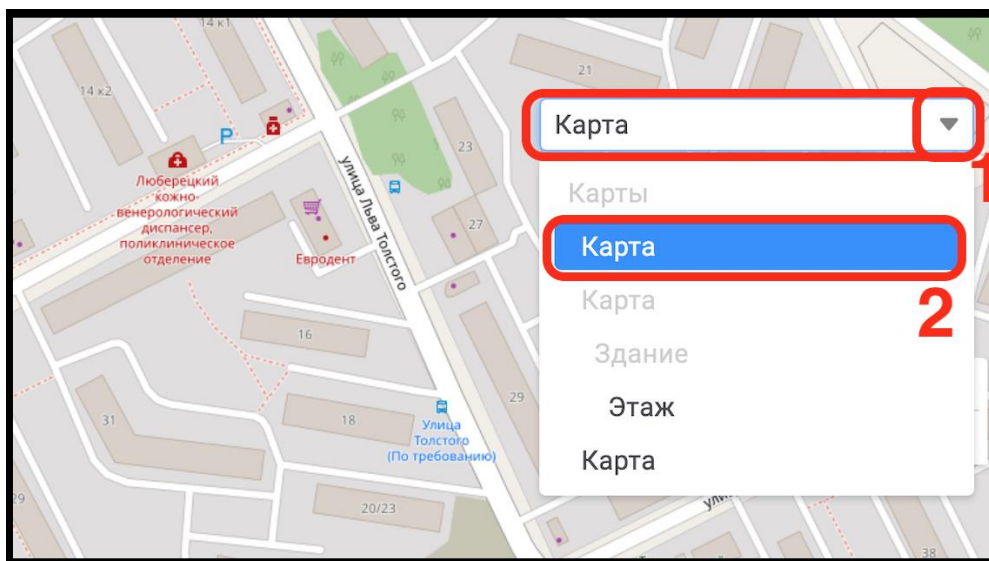 14 к1
14 к2
21
23
27
Люберецкий
кожно-
венерологический
диспансер,
поликлиническое
отделение
Евродент
улица Льва Толстого
16
29
31
18
Улица
Толстого
(По требованию)
29
20/23
38
Карта
1
Карты
Карта
2
Карта
Здание
Этаж
Карта